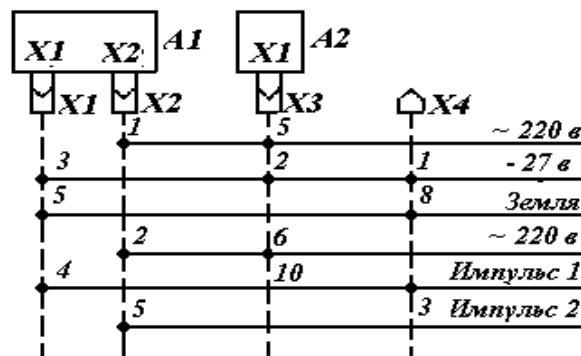 X1 X2 A1 X1 A2
X1 X2 X3 X4
1 5 ~ 220 в
3 2 1 - 27 в
5 8 Земля
2 6 ~ 220 в
4 10 Импульс 1
5 3 Импульс 2